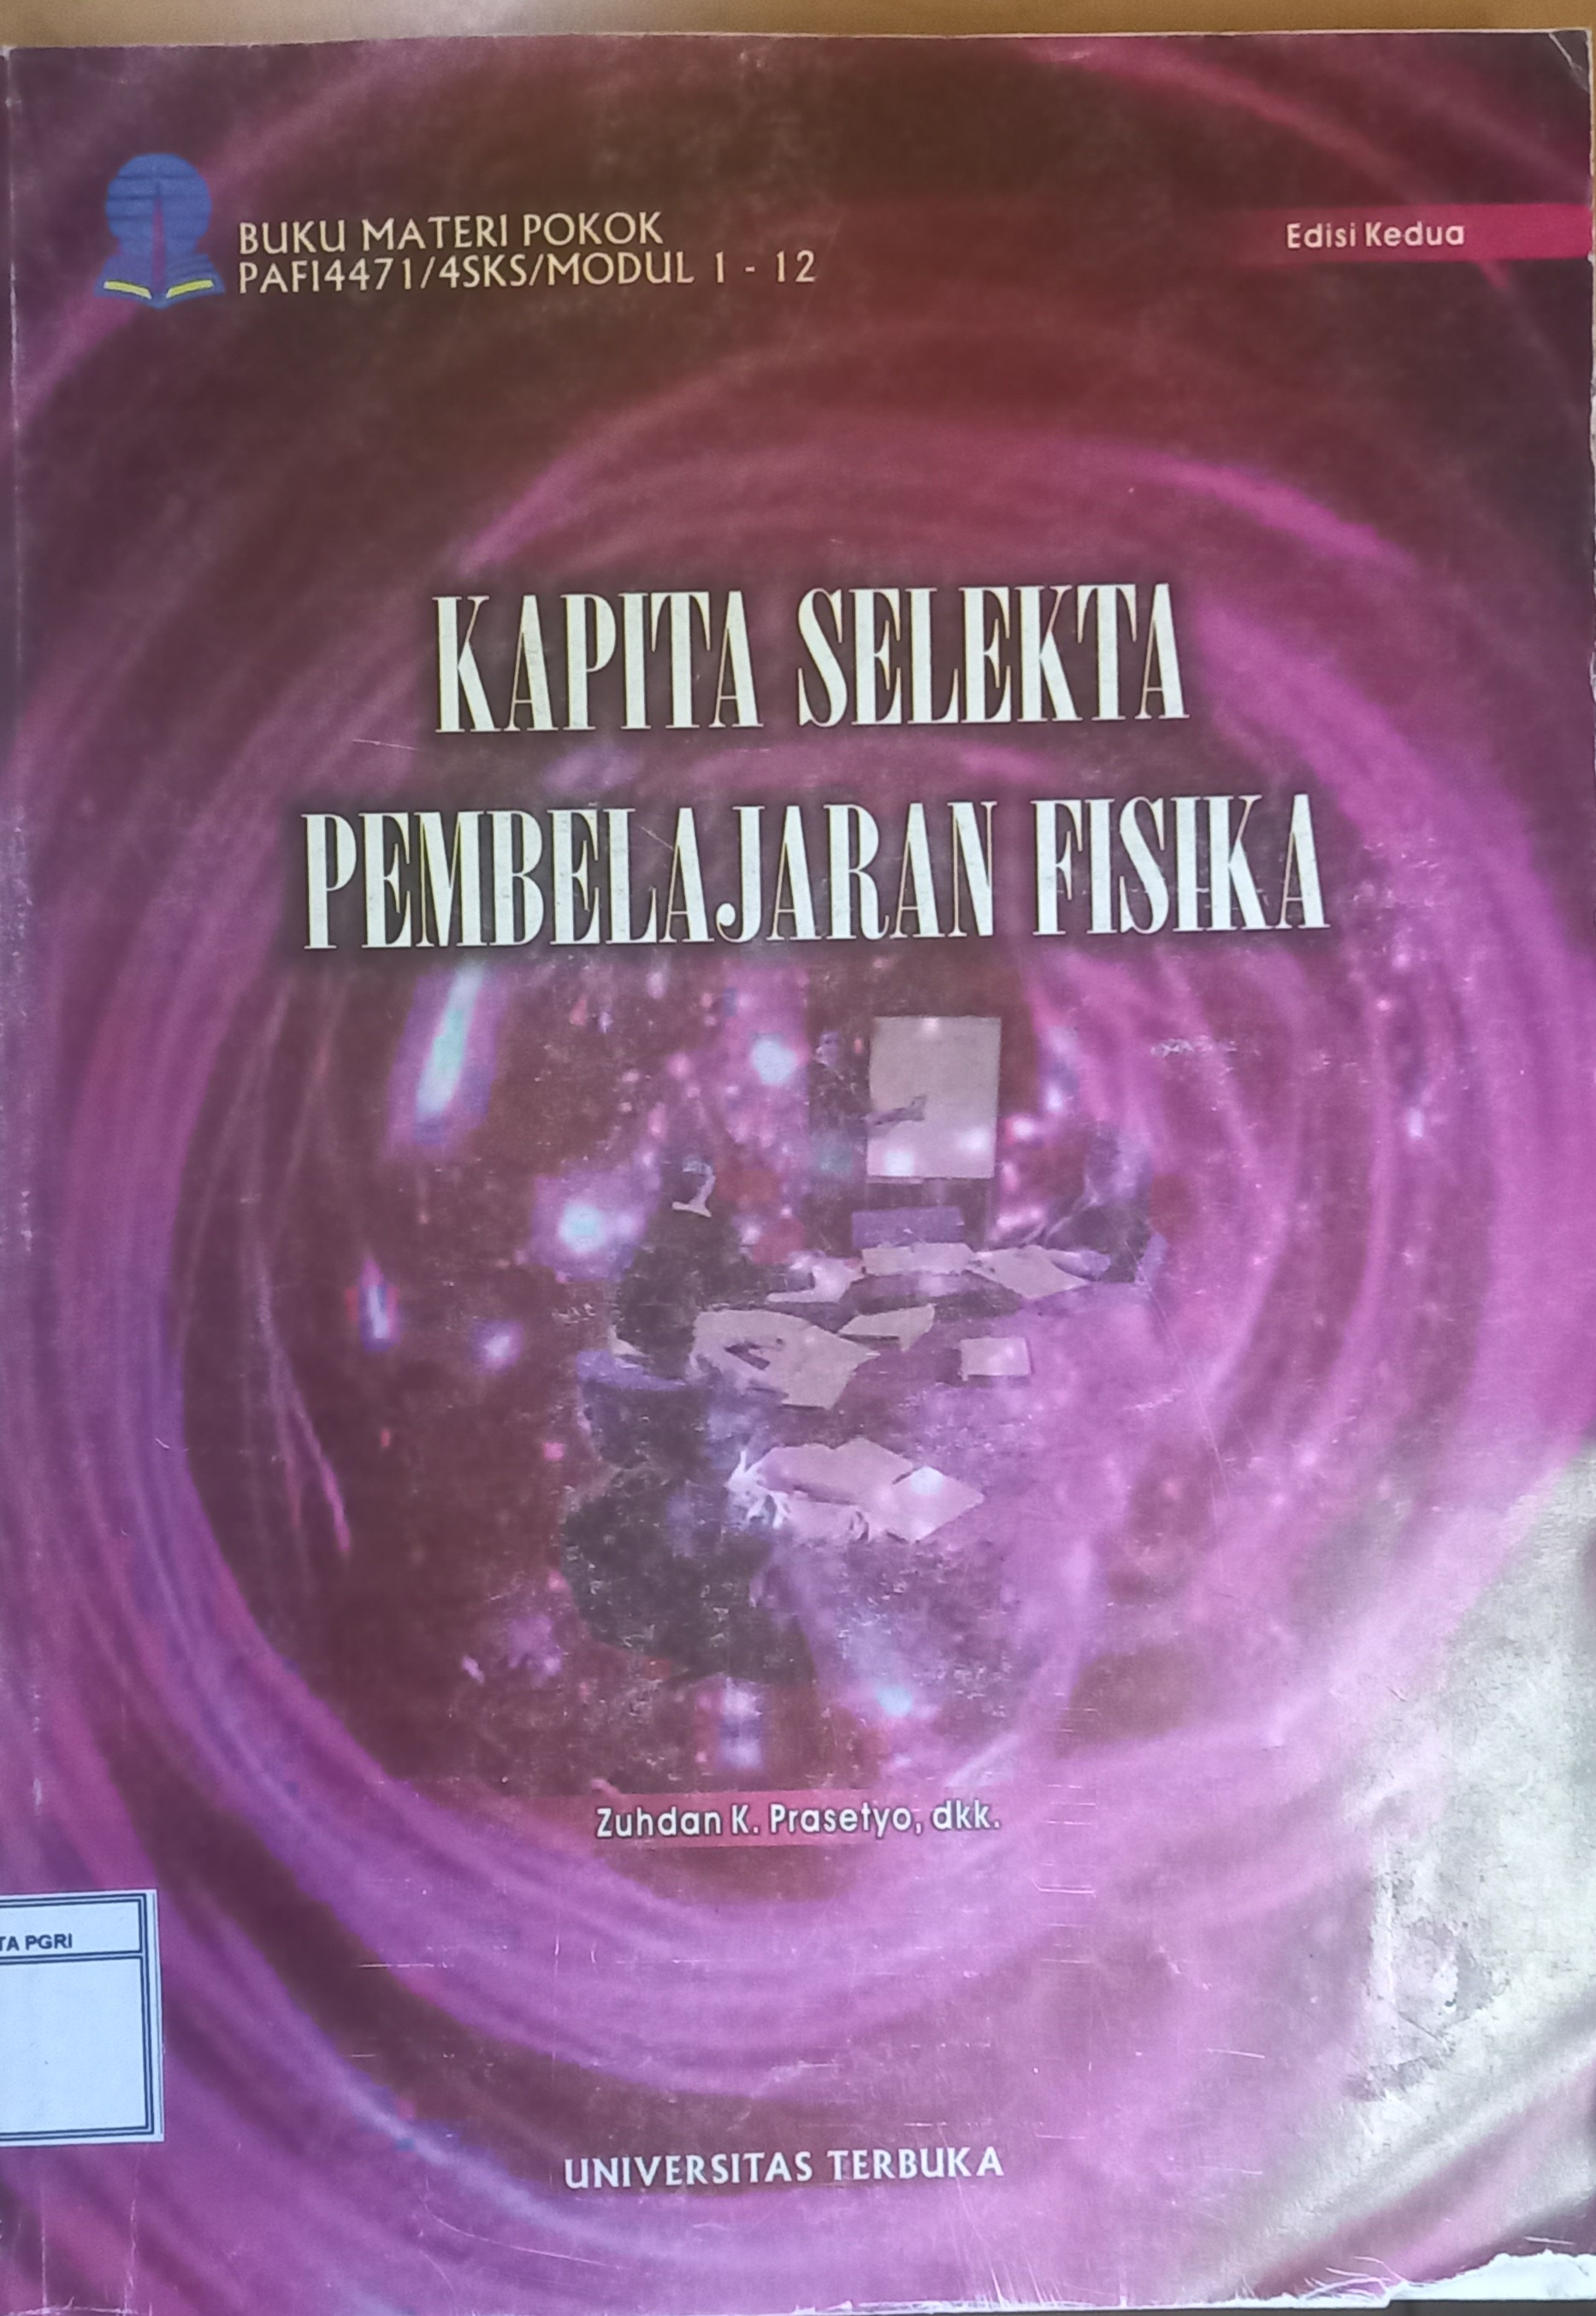 BUKU MATERI POKOK
PAFI4471/4SKS/MODUL 1 - 12
Edisi Kedua
KAPITA SELEKTA
PEMBELAJARAN FISIKA
Zuhdan K. Prasetyo, dkk.
TA PGRI
UNIVERSITAS TERBUKA